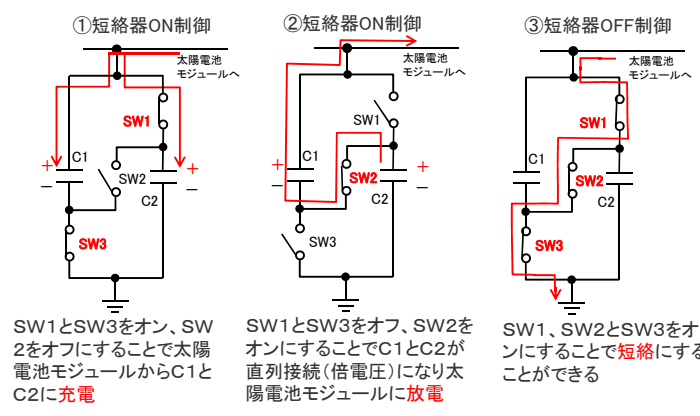 ①短絡器ON制御
太陽電池
モジュールへ
SW1
C1
SW2
C2
SW3
+
−
+
−
SW1とSW3をオン、SW
2をオフにすることで太陽
電池モジュールからC1と
C2に充電
②短絡器ON制御
太陽電池
モジュールへ
SW1
C1
SW2
C2
SW3
+
−
+
−
SW1とSW3をオフ、SW2を
オンにすることでC1とC2が
直列接続(倍電圧)になり太
陽電池モジュールに放電
③短絡器OFF制御
太陽電池
モジュールへ
SW1
C1
SW2
C2
SW3
SW1、SW2とSW3をオ
ンにすることで短絡にする
ことができる